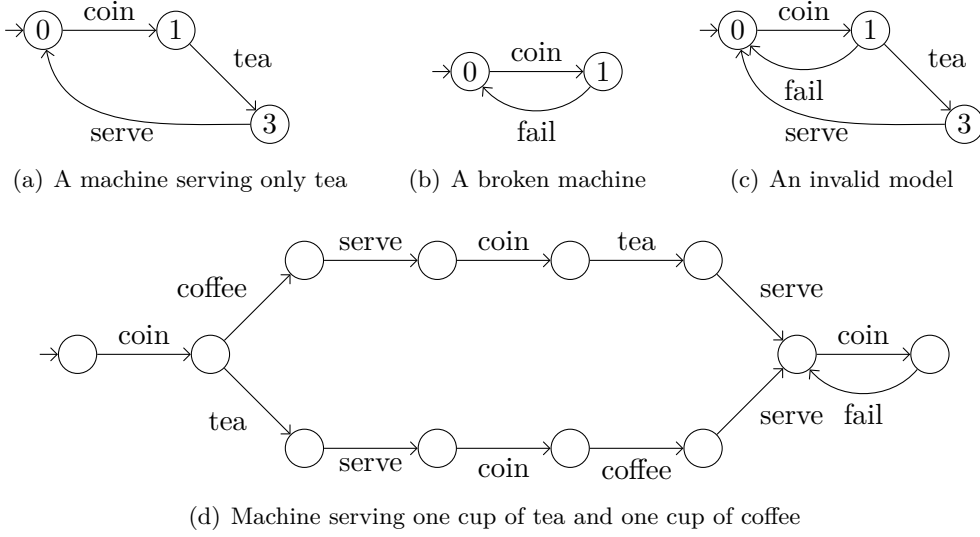 0 coin 1 tea serve 3
0 coin 1 fail
0 coin 1 tea fail serve 3
(a) A machine serving only tea
(b) A broken machine
(c) An invalid model
serve coin tea
coffee serve
coin coin
tea serve fail
serve coin coffee
(d) Machine serving one cup of tea and one cup of coffee